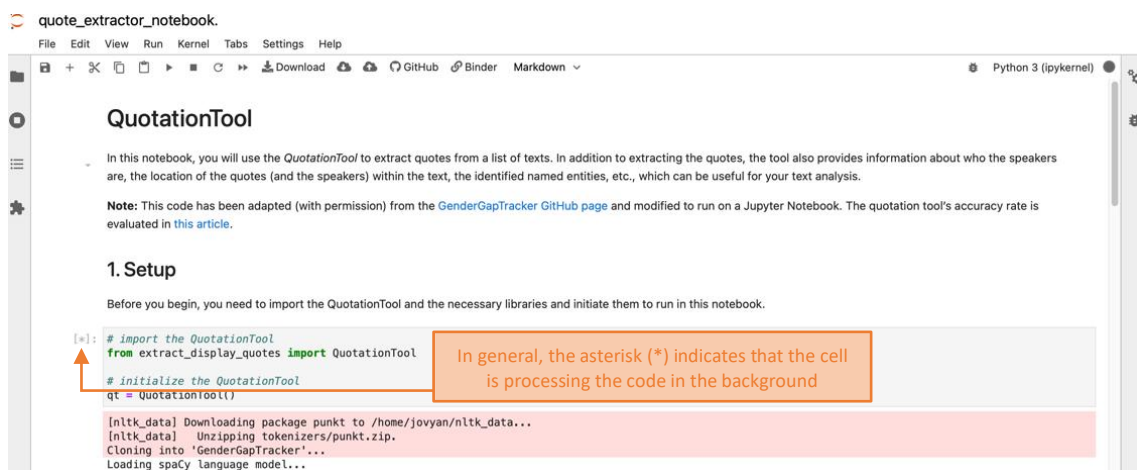 quote_extractor_notebook.
File Edit View Run Kernel Tabs Settings Help
Download GitHub Binder Markdown Python 3 (ipykernel)
QuotationTool
In this notebook, you will use the QuotationTool to extract quotes from a list of texts. In addition to extracting the quotes, the tool also provides information about who the speakers
are, the location of the quotes (and the speakers) within the text, the identified named entities, etc., which can be useful for your text analysis.
Note: This code has been adapted (with permission) from the GenderGapTracker GitHub page and modified to run on a Jupyter Notebook. The quotation tool's accuracy rate is
evaluated in this article.
1. Setup
Before you begin, you need to import the QuotationTool and the necessary libraries and initiate them to run in this notebook.
[*]: # import the QuotationTool
from extract_display_quotes import QuotationTool
# initialize the QuotationTool
qt = QuotationTool()
In general, the asterisk (*) indicates that the cell
is processing the code in the background
[nltk_data] Downloading package punkt to /home/jovyan/nltk_data...
[nltk_data]   Unzipping tokenizers/punkt.zip.
Cloning into 'GenderGapTracker'...
Loading spaCy language model...